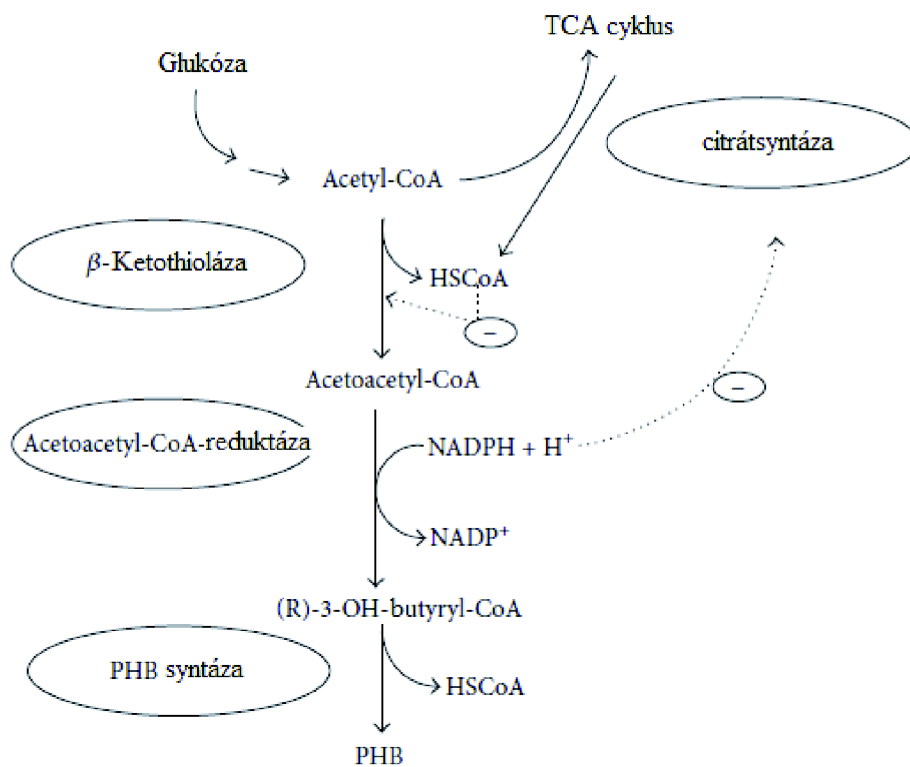 TCA cyklus
Glukóza
citrátsyntáza
Acetyl-CoA
β-Ketothioláza
HSCoA
−
Acetoacetyl-CoA
−
Acetoacetyl-CoA-reduktáza
NADPH + H⁺
NADP⁺
(R)-3-OH-butyryl-CoA
PHB syntáza
HSCoA
PHB